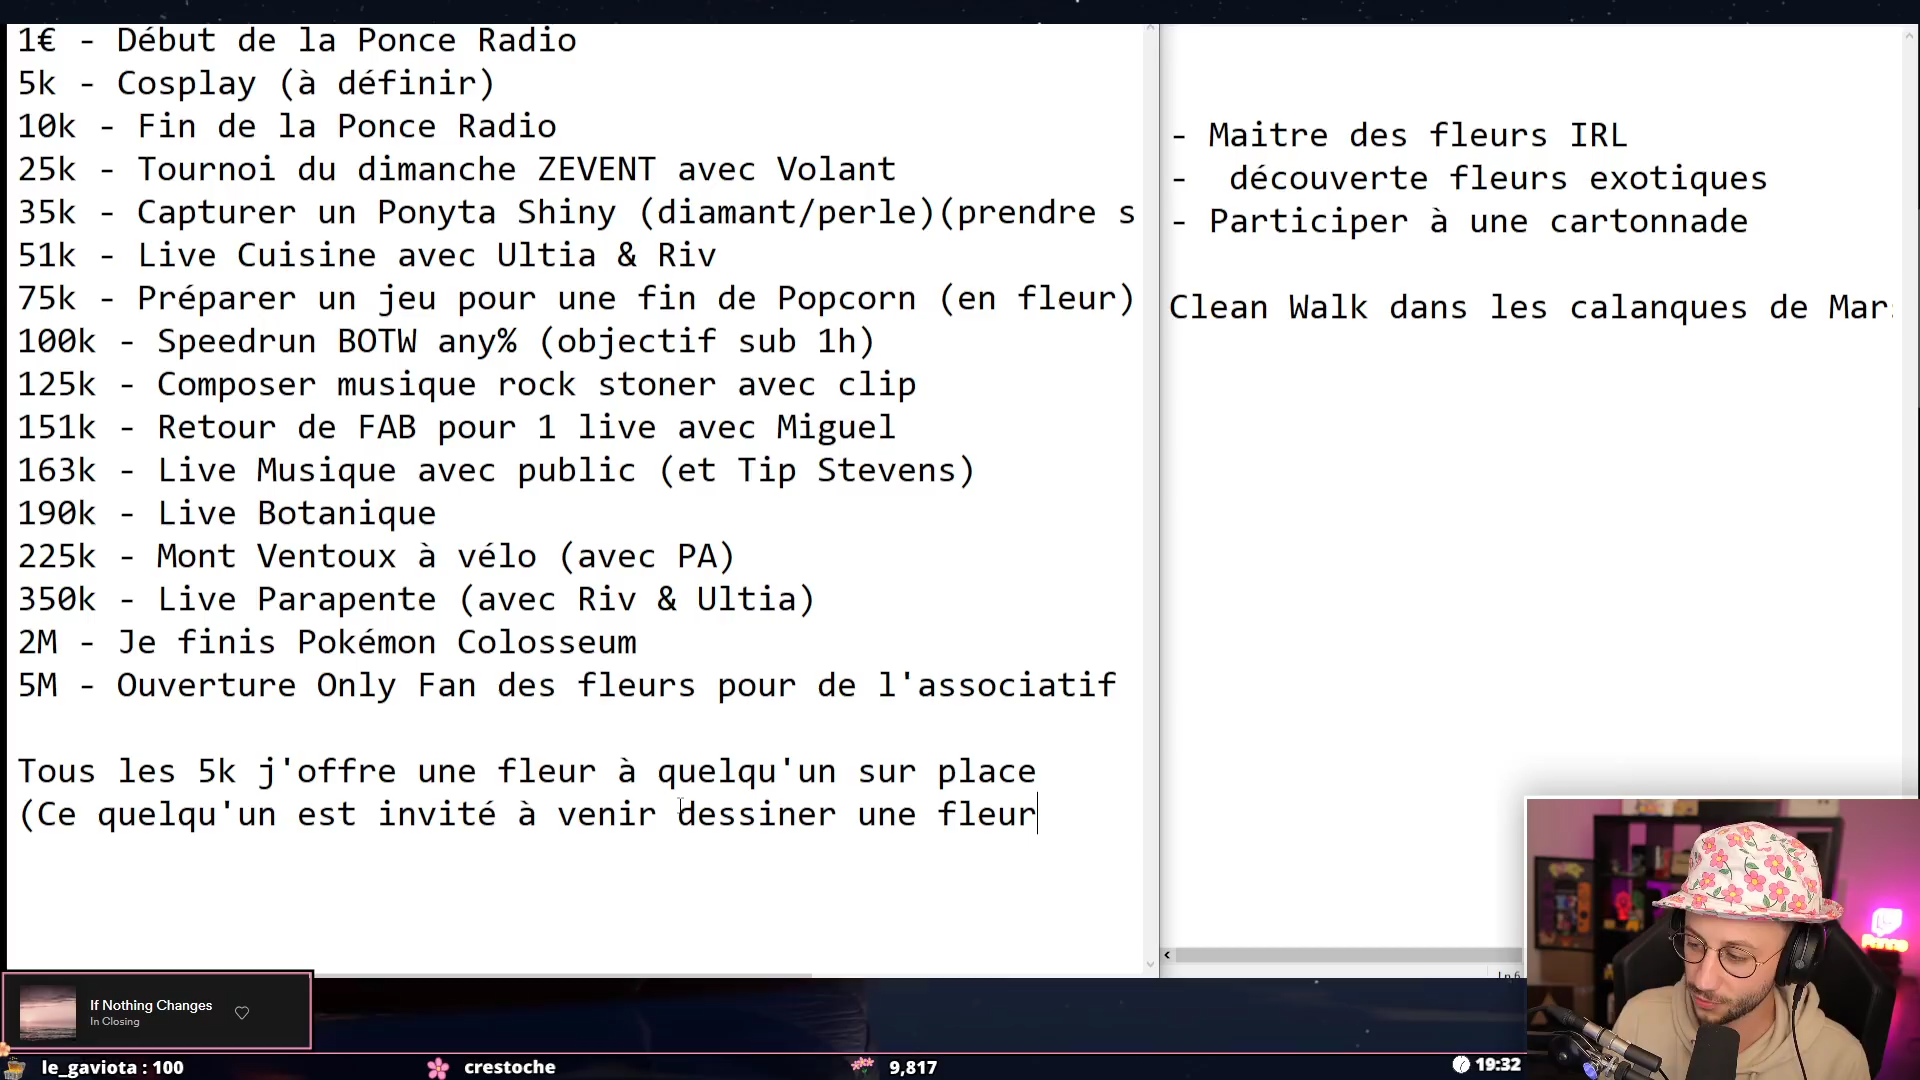 1€ - Début de la Ponce Radio
5k - Cosplay (à définir)
10k - Fin de la Ponce Radio
25k - Tournoi du dimanche ZEVENT avec Volant
35k - Capturer un Ponyta Shiny (diamant/perle)(prendre s
51k - Live Cuisine avec Ultia & Riv
75k - Préparer un jeu pour une fin de Popcorn (en fleur)
100k - Speedrun BOTW any% (objectif sub 1h)
125k - Composer musique rock stoner avec clip
151k - Retour de FAB pour 1 live avec Miguel
163k - Live Musique avec public (et Tip Stevens)
190k - Live Botanique
225k - Mont Ventoux à vélo (avec PA)
350k - Live Parapente (avec Riv & Ultia)
2M - Je finis Pokémon Colosseum
5M - Ouverture Only Fan des fleurs pour de l'associatif
Tous les 5k j'offre une fleur à quelqu'un sur place
(Ce quelqu'un est invité à venir dessiner une fleur
- Maitre des fleurs IRL
-  découverte fleurs exotiques
- Participer à une cartonnade
Clean Walk dans les calanques de Mar
If Nothing Changes
In Closing
le_gaviota : 100
crestoche
9,817
19:32